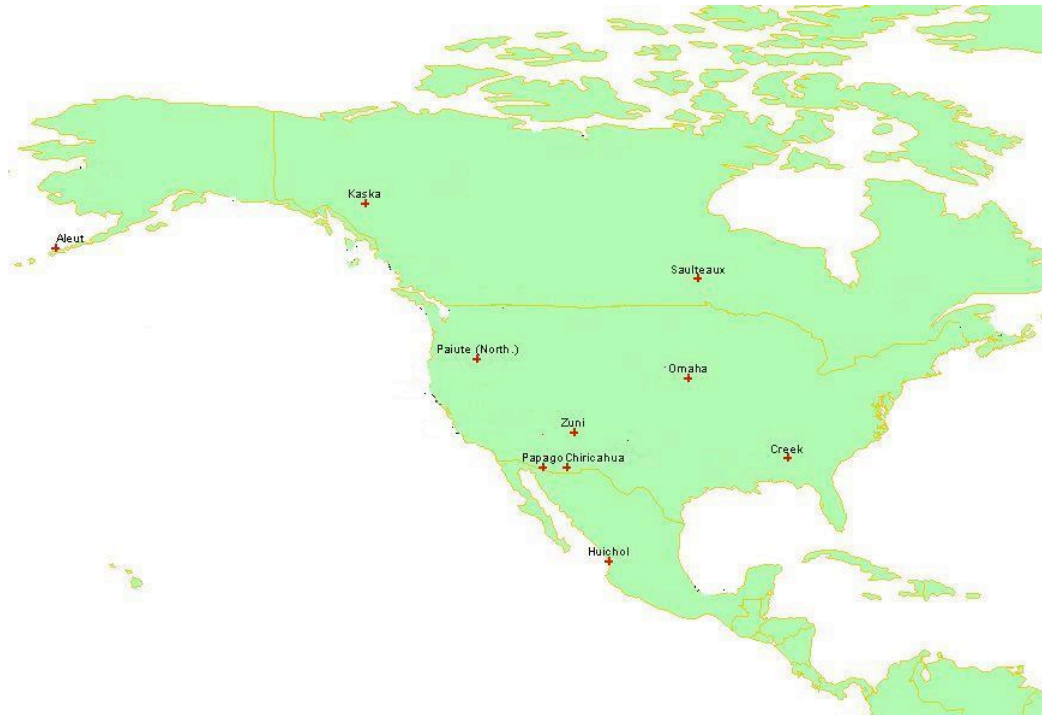 Kaska
Aleut
Saulteaux
Paiute (North.)
Omaha
Zuni
Creek
Papago
Chiricahua
Huichol